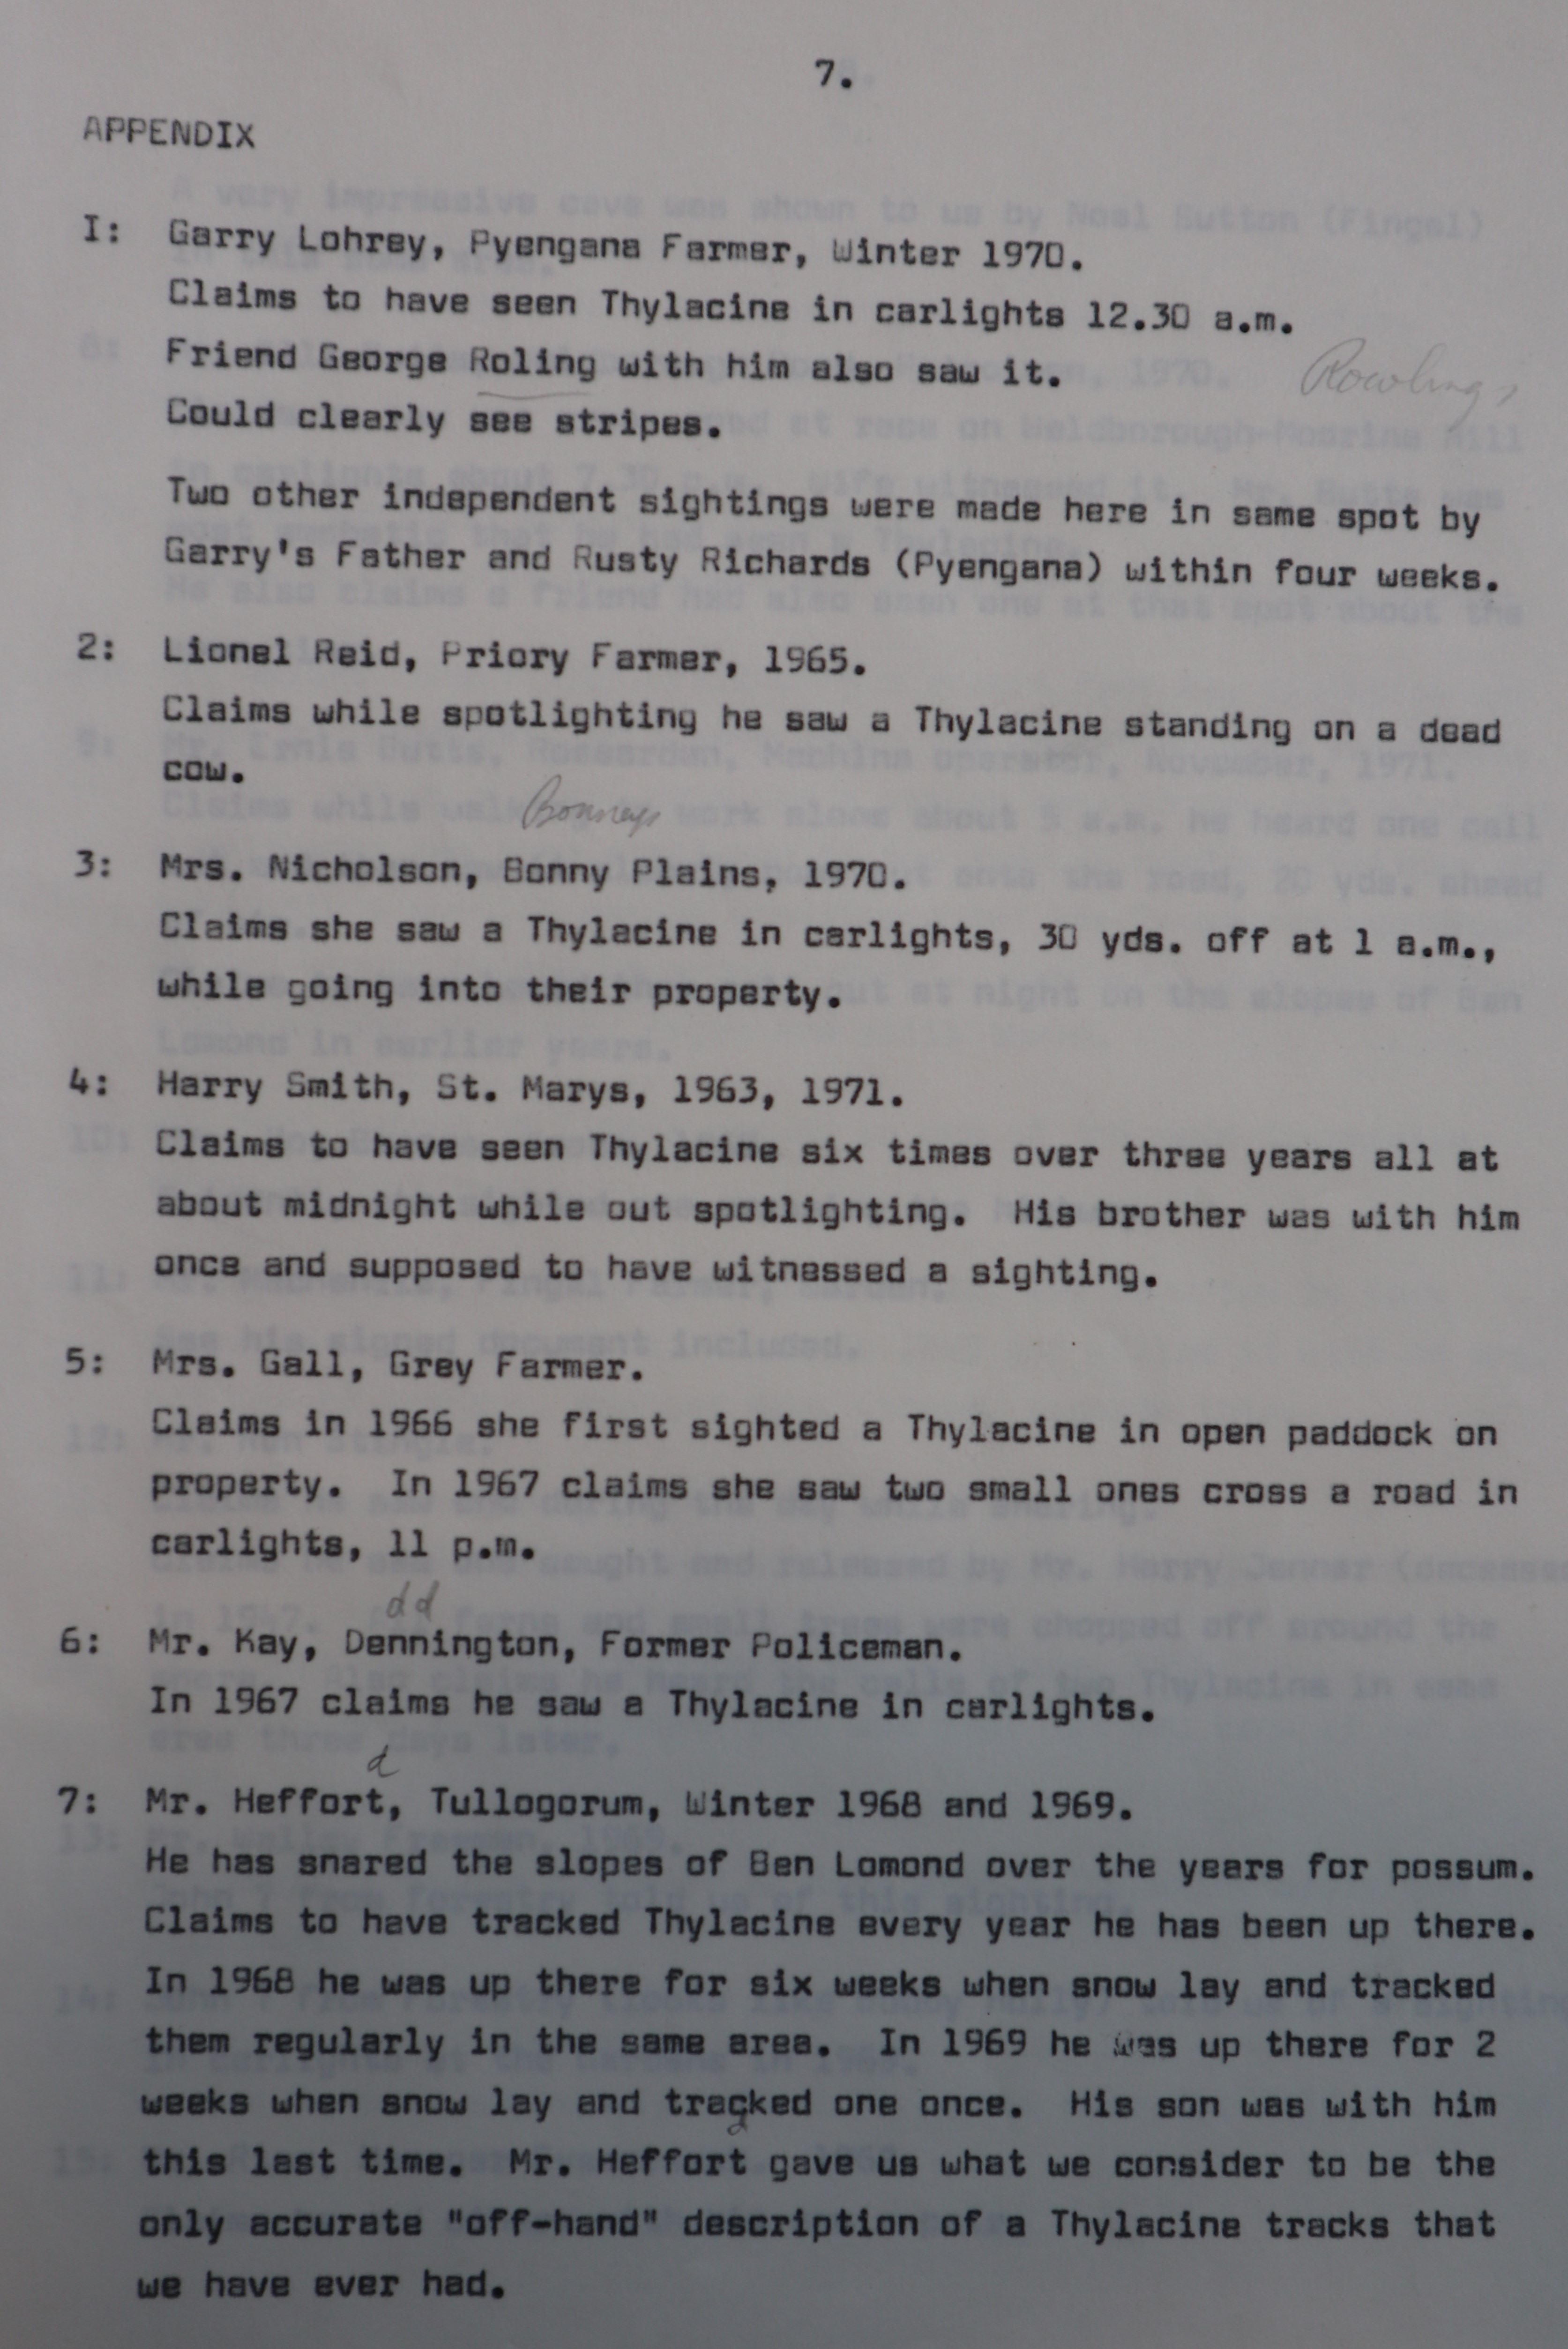 7.
APPENDIX
I: Garry Lohrey, Pyengana Farmer, Winter 1970.
Claims to have seen Thylacine in carlights 12.30 a.m.
Friend George Roling with him also saw it.
Rowlings
Could clearly see stripes.
Two other independent sightings were made here in same spot by
Garry's Father and Rusty Richards (Pyengana) within four weeks.
2: Lionel Reid, Priory Farmer, 1965.
Claims while spotlighting he saw a Thylacine standing on a dead
cow.
Bonneys
3: Mrs. Nicholson, Bonny Plains, 1970.
Claims she saw a Thylacine in carlights, 30 yds. off at 1 a.m.,
while going into their property.
4: Harry Smith, St. Marys, 1963, 1971.
Claims to have seen Thylacine six times over three years all at
about midnight while out spotlighting. His brother was with him
once and supposed to have witnessed a sighting.
5: Mrs. Gall, Grey Farmer.
Claims in 1966 she first sighted a Thylacine in open paddock on
property. In 1967 claims she saw two small ones cross a road in
carlights, 11 p.m.
dd
6: Mr. Kay, Dennington, Former Policeman.
In 1967 claims he saw a Thylacine in carlights.
d
7: Mr. Heffort, Tullogorum, Winter 1968 and 1969.
He has snared the slopes of Ben Lomond over the years for possum.
Claims to have tracked Thylacine every year he has been up there.
In 1968 he was up there for six weeks when snow lay and tracked
them regularly in the same area. In 1969 he was up there for 2
weeks when snow lay and tracked one once. His son was with him
d
this last time. Mr. Heffort gave us what we consider to be the
only accurate "off-hand" description of a Thylacine tracks that
we have ever had.